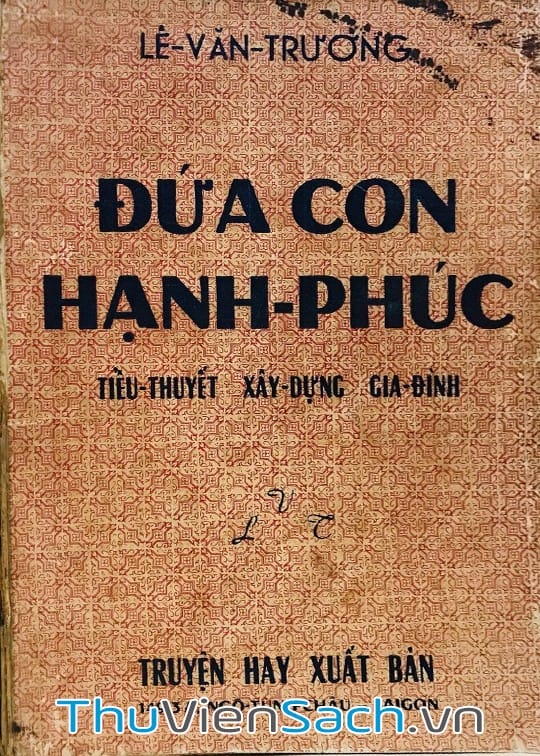 LÊ-VĂN-TRƯƠNG
ĐỨA CON
HẠNH-PHÚC
TIỂU-THUYẾT XÂY-DỰNG GIA-ĐÌNH
V
L T
TRUYỆN HAY XUẤT BẢN
ThuVienSach.vn